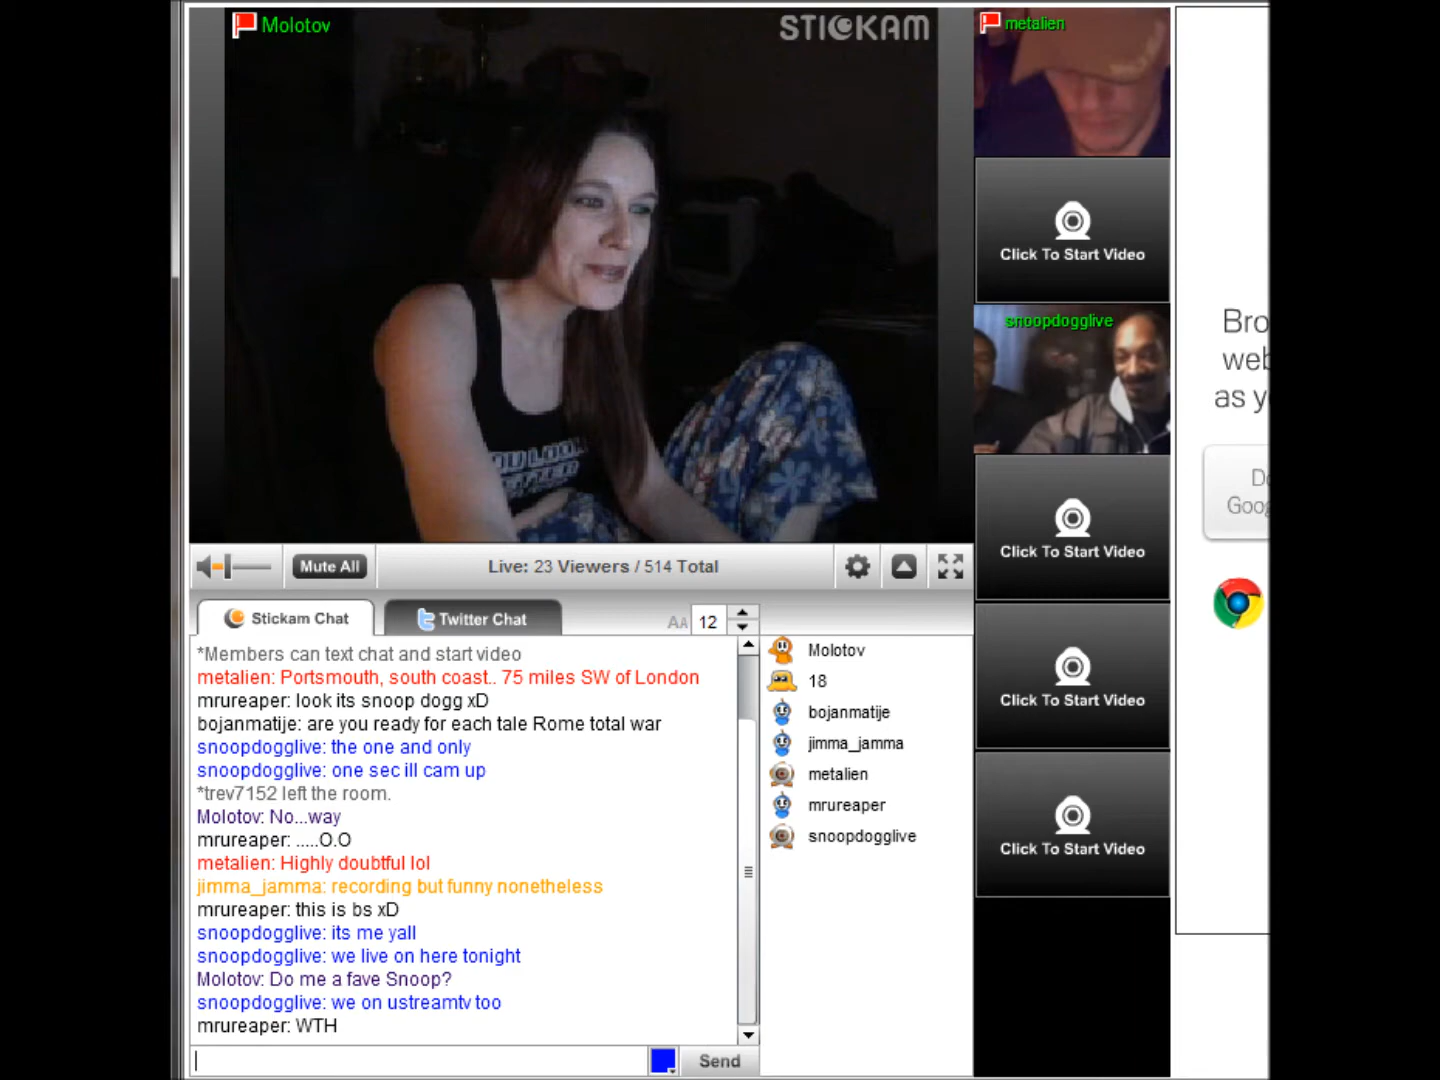 Molotov
STICKAM
metalien
Click To Start Video
snoopdogglive
Click To Start Video
Click To Start Video
Click To Start Video
Bro
web
as y
Goog
Mute All
Live: 23 Viewers / 514 Total
Stickam Chat
Twitter Chat
AA 12
*Members can text chat and start video
metalien: Portsmouth, south coast.. 75 miles SW of London
mrureaper: look its snoop dogg xD
bojanmatije: are you ready for each tale Rome total war
snoopdogglive: the one and only
snoopdogglive: one sec ill cam up
*trev7152 left the room.
Molotov: No...way
mrureaper: .....O.O
metalien: Highly doubtful lol
jimma_jamma: recording but funny nonetheless
mrureaper: this is bs xD
snoopdogglive: its me yall
snoopdogglive: we live on here tonight
Molotov: Do me a fave Snoop?
snoopdogglive: we on ustreamtv too
mrureaper: WTH
Send
Molotov
18
bojanmatije
jimma_jamma
metalien
mrureaper
snoopdogglive